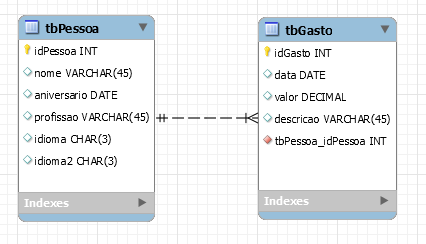 tbPessoa
idPessoa INT
nome VARCHAR(45)
aniversario DATE
profissao VARCHAR(45)
idioma CHAR(3)
idioma2 CHAR(3)
Indexes
tbGasto
idGasto INT
data DATE
valor DECIMAL
descricao VARCHAR(45)
tbPessoa_idPessoa INT
Indexes